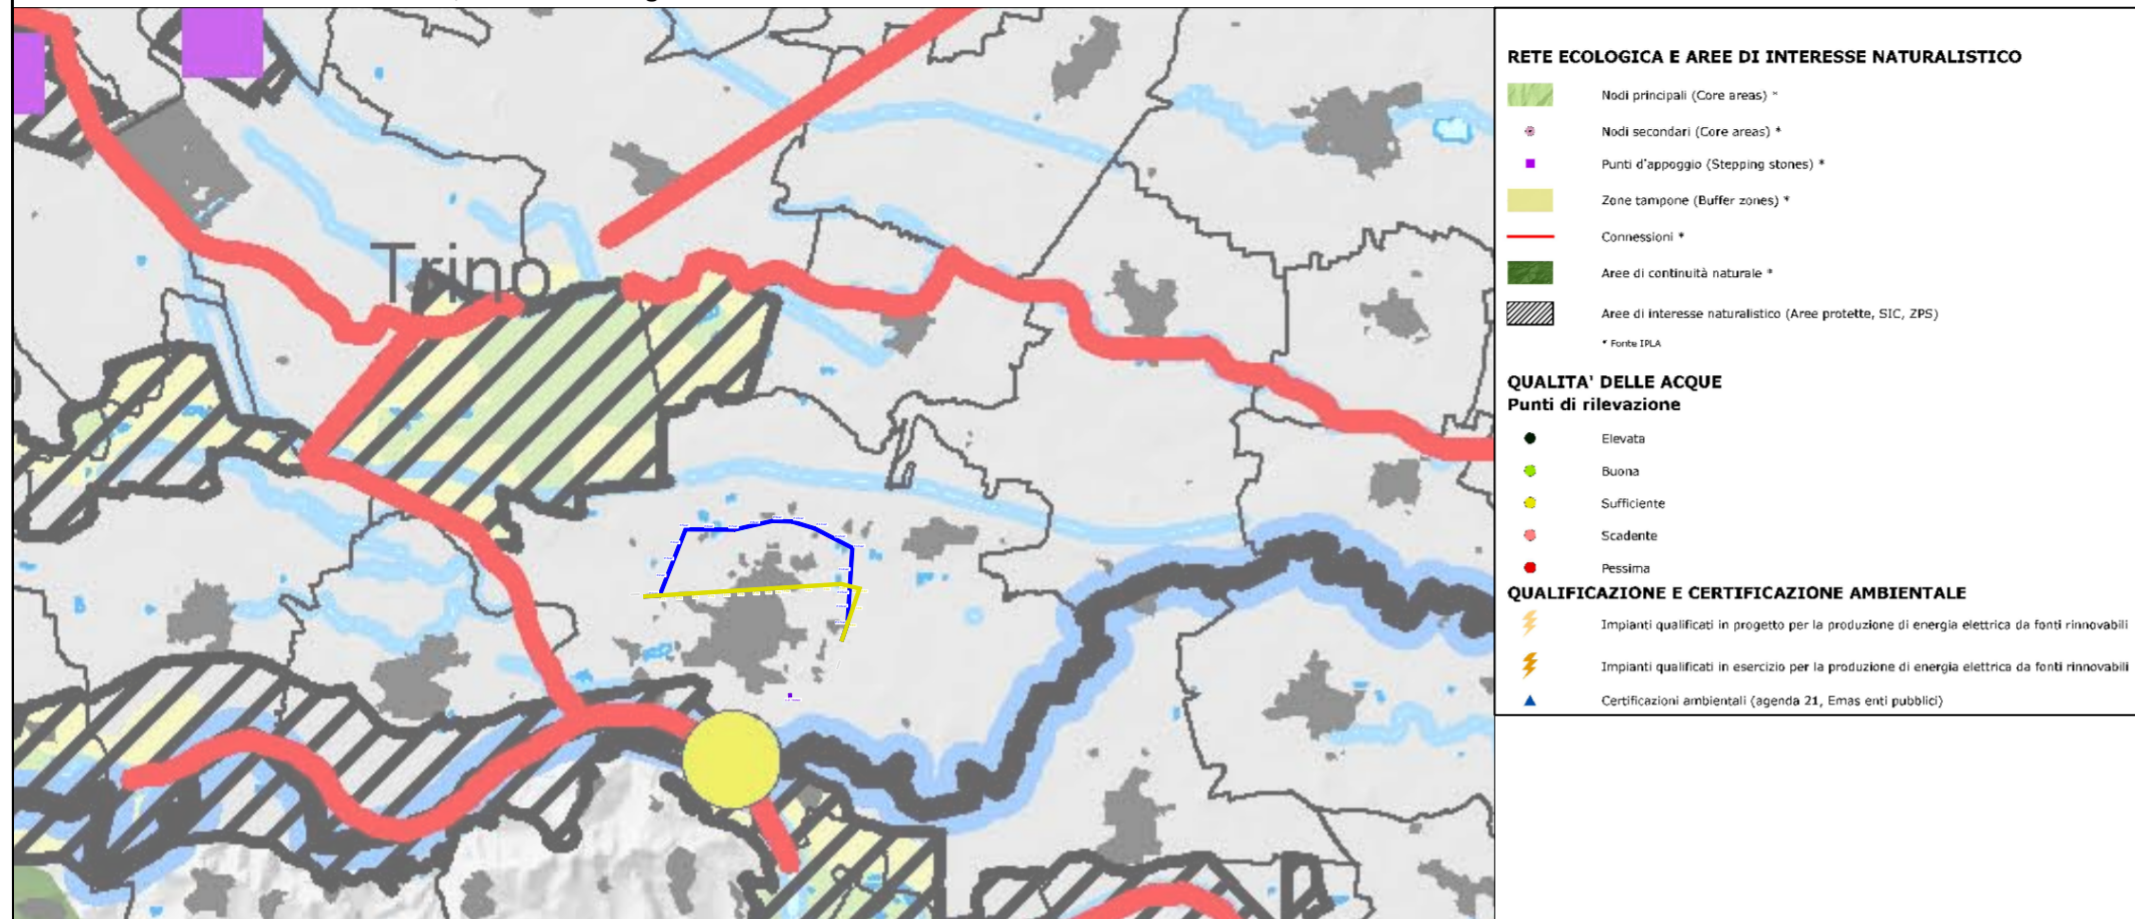 Trino
RETE ECOLOGICA E AREE DI INTERESSE NATURALISTICO
Nodi principali (Core areas) *
Nodi secondari (Core areas) *
Punti d'appoggio (Stepping stones) *
Zone tampone (Buffer zones) *
Connessioni *
Aree di continuità naturale *
Aree di interesse naturalistico (Aree protette, SIC, ZPS)
* Fonte IPLA
QUALITA' DELLE ACQUE
Punti di rilevazione
Elevata
Buona
Sufficiente
Scadente
Pessima
QUALIFICAZIONE E CERTIFICAZIONE AMBIENTALE
Impianti qualificati in progetto per la produzione di energia elettrica da fonti rinnovabili
Impianti qualificati in esercizio per la produzione di energia elettrica da fonti rinnovabili
Certificazioni ambientali (agenda 21, Emas enti pubblici)